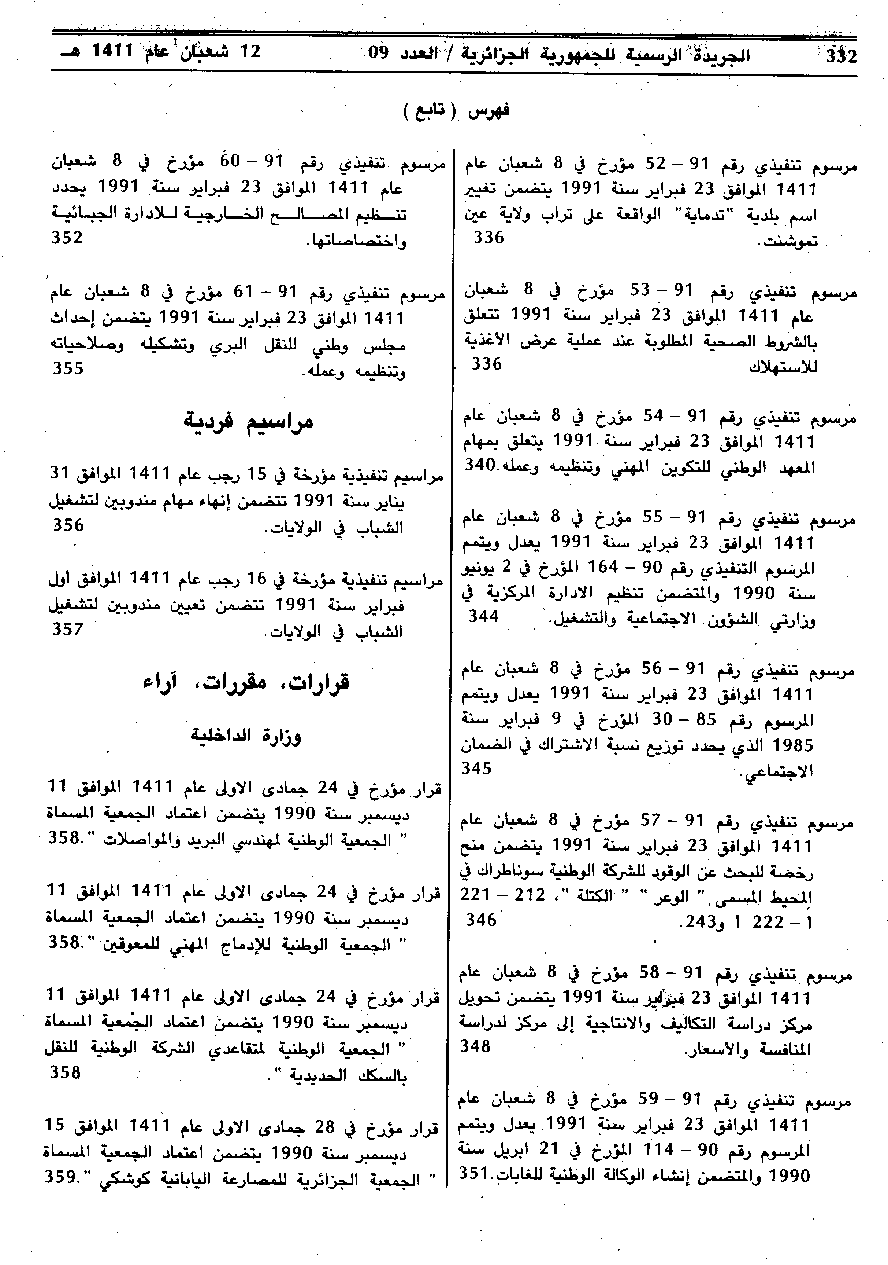 332
الجريدة الرسمية للجمهورية الجزائرية / العدد 09
12 شعبان عام 1411 هـ
فهرس ( تابع )
مرسوم تنفيذي رقم 91 – 52 مؤرخ في 8 شعبان عام
1411 الموافق 23 فبراير سنة 1991 يتضمن تغيير
اسم بلدية "تدماية" الواقعة على تراب ولاية عين
تموشنت. 336
مرسوم تنفيذي رقم 91 – 53 مؤرخ في 8 شعبان
عام 1411 الموافق 23 فبراير سنة 1991 تتعلق
بالشروط الصحية المطلوبة عند عملية عرض الأغذية
للاستهلاك 336
مرسوم تنفيذي رقم 91 – 54 مؤرخ في 8 شعبان عام
1411 الموافق 23 فبراير سنة 1991 يتعلق بمهام
المعهد الوطني للتكوين المهني وتنظيمه وعمله. 340
مرسوم تنفيذي رقم 91 – 55 مؤرخ في 8 شعبان عام
1411 الموافق 23 فبراير سنة 1991 يعدل ويتمم
المرسوم التنفيذي رقم 90 – 164 المؤرخ في 2 يونيو
سنة 1990 والمتضمن تنظيم الادارة المركزية في
وزارتي الشؤون الاجتماعية والتشغيل. 344
مرسوم تنفيذي رقم 91 – 56 مؤرخ في 8 شعبان عام
1411 الموافق 23 فبراير سنة 1991 يعدل ويتمم
المرسوم رقم 85 – 30 المؤرخ في 9 فبراير سنة
1985 الذي يحدد توزيع نسبة الاشتراك في الضمان
الاجتماعي. 345
مرسوم تنفيذي رقم 91 – 57 مؤرخ في 8 شعبان عام
1411 الموافق 23 فبراير سنة 1991 يتضمن منح
رخصة للبحث عن الوقود للشركة الوطنية سوناطراك في
المحيط المسمى " الوعر " " الكتلة "، 212 – 221
أ – 222 أ و243. 346
مرسوم تنفيذي رقم 91 – 58 مؤرخ في 8 شعبان عام
1411 الموافق 23 فبراير سنة 1991 يتضمن تحويل
مركز دراسة التكاليف والانتاجية إلى مركز لدراسة
المنافسة والاسعار. 348
مرسوم تنفيذي رقم 91 – 59 مؤرخ في 8 شعبان عام
1411 الموافق 23 فبراير سنة 1991 يعدل ويتمم
المرسوم رقم 90 – 114 المؤرخ في 21 ابريل سنة
1990 والمتضمن إنشاء الوكالة الوطنية للغابات. 351
مرسوم تنفيذي رقم 91 – 60 مؤرخ في 8 شعبان
عام 1411 الموافق 23 فبراير سنة 1991 يحدد
تنظيم المصالح الخارجية للادارة الجبائية
واختصاصاتها. 352
مرسوم تنفيذي رقم 91 – 61 مؤرخ في 8 شعبان عام
1411 الموافق 23 فبراير سنة 1991 يتضمن إحداث
مجلس وطني للنقل البري وتشكيله وصلاحياته
وتنظيمه وعمله. 355
مراسيم فردية
مراسيم تنفيذية مؤرخة في 15 رجب عام 1411 الموافق 31
يناير سنة 1991 تتضمن إنهاء مهام مندوبين لتشغيل
الشباب في الولايات. 356
مراسيم تنفيذية مؤرخة في 16 رجب عام 1411 الموافق أول
فبراير سنة 1991 تتضمن تعيين مندوبين لتشغيل
الشباب في الولايات. 357
قرارات، مقررات، آراء
وزارة الداخلية
قرار مؤرخ في 24 جمادى الاولى عام 1411 الموافق 11
ديسمبر سنة 1990 يتضمن اعتماد الجمعية المسماة
" الجمعية الوطنية لمهندسي البريد والمواصلات ". 358
قرار مؤرخ في 24 جمادى الاولى عام 1411 الموافق 11
ديسمبر سنة 1990 يتضمن اعتماد الجمعية المسماة
" الجمعية الوطنية للإدماج المهني للمعوقين ". 358
قرار مؤرخ في 24 جمادى الاولى عام 1411 الموافق 11
ديسمبر سنة 1990 يتضمن اعتماد الجمعية المسماة
" الجمعية الوطنية لمتقاعدي الشركة الوطنية للنقل
بالسكك الحديدية ". 358
قرار مؤرخ في 28 جمادى الاولى عام 1411 الموافق 15
ديسمبر سنة 1990 يتضمن اعتماد الجمعية المسماة
" الجمعية الجزائرية للمصارعة اليابانية كوشكي ". 359